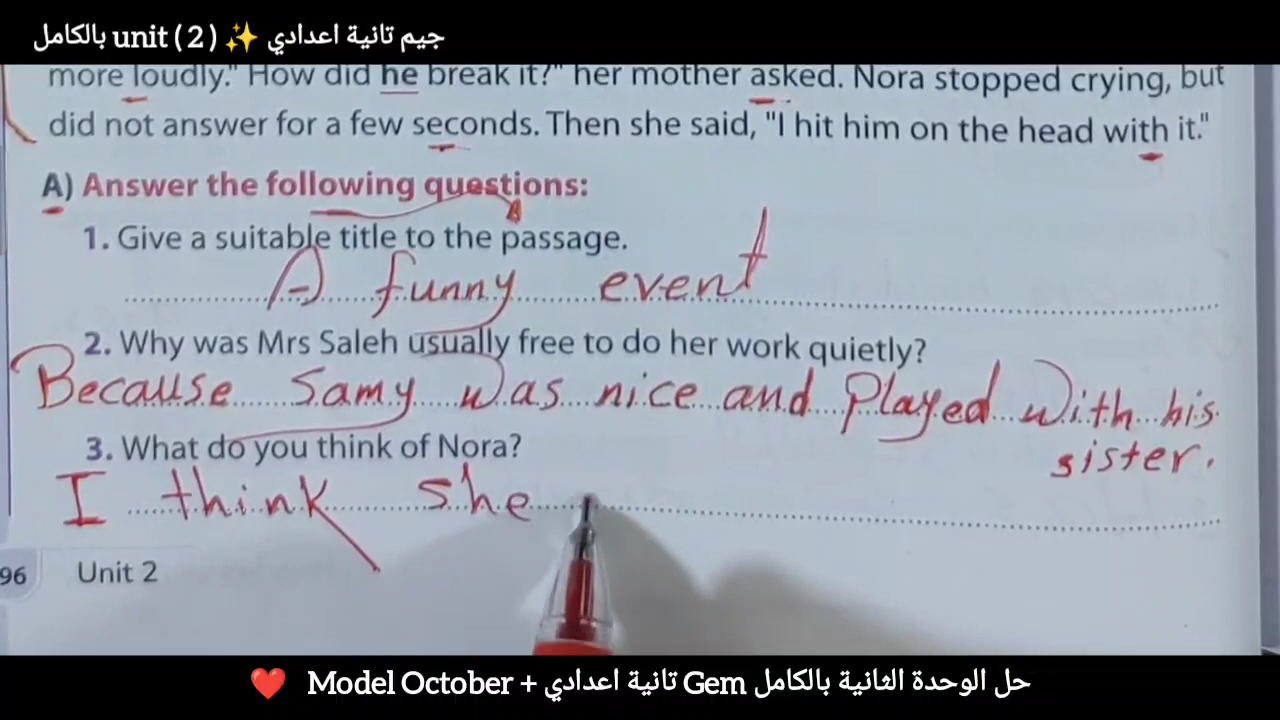 جيم تانية اعدادي ✨ unit ( 2 ) بالكامل
more loudly." How did he break it?" her mother asked. Nora stopped crying, but
did not answer for a few seconds. Then she said, "I hit him on the head with it."
A) Answer the following questions:
1. Give a suitable title to the passage.
A funny event
2. Why was Mrs Saleh usually free to do her work quietly?
Because Samy was nice and Played with his
sister.
3. What do you think of Nora?
I think she
96 Unit 2
حل الوحدة الثانية بالكامل Gem تانية اعدادي + Model October ❤️